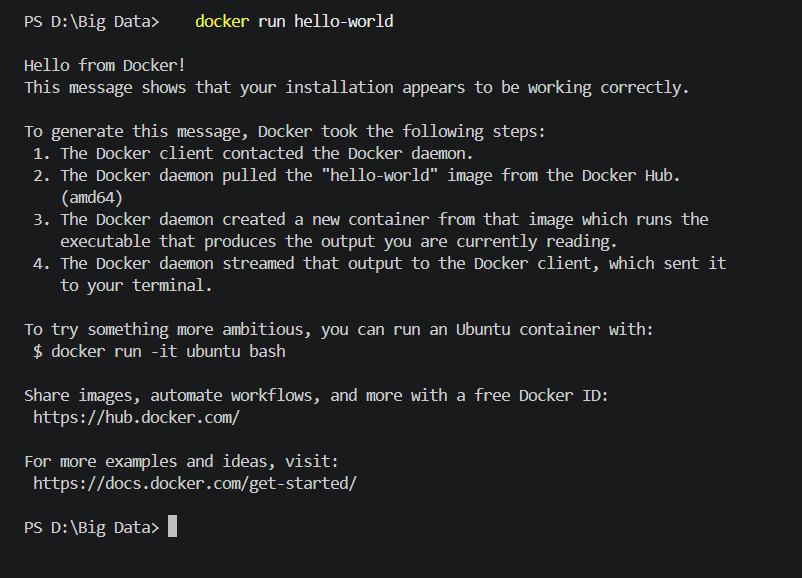 PS D:\Big Data>    docker run hello-world
Hello from Docker!
This message shows that your installation appears to be working correctly.
To generate this message, Docker took the following steps:
 1. The Docker client contacted the Docker daemon.
 2. The Docker daemon pulled the "hello-world" image from the Docker Hub.
    (amd64)
 3. The Docker daemon created a new container from that image which runs the
    executable that produces the output you are currently reading.
 4. The Docker daemon streamed that output to the Docker client, which sent it
    to your terminal.
To try something more ambitious, you can run an Ubuntu container with:
 $ docker run -it ubuntu bash
Share images, automate workflows, and more with a free Docker ID:
 https://hub.docker.com/
For more examples and ideas, visit:
 https://docs.docker.com/get-started/
PS D:\Big Data>